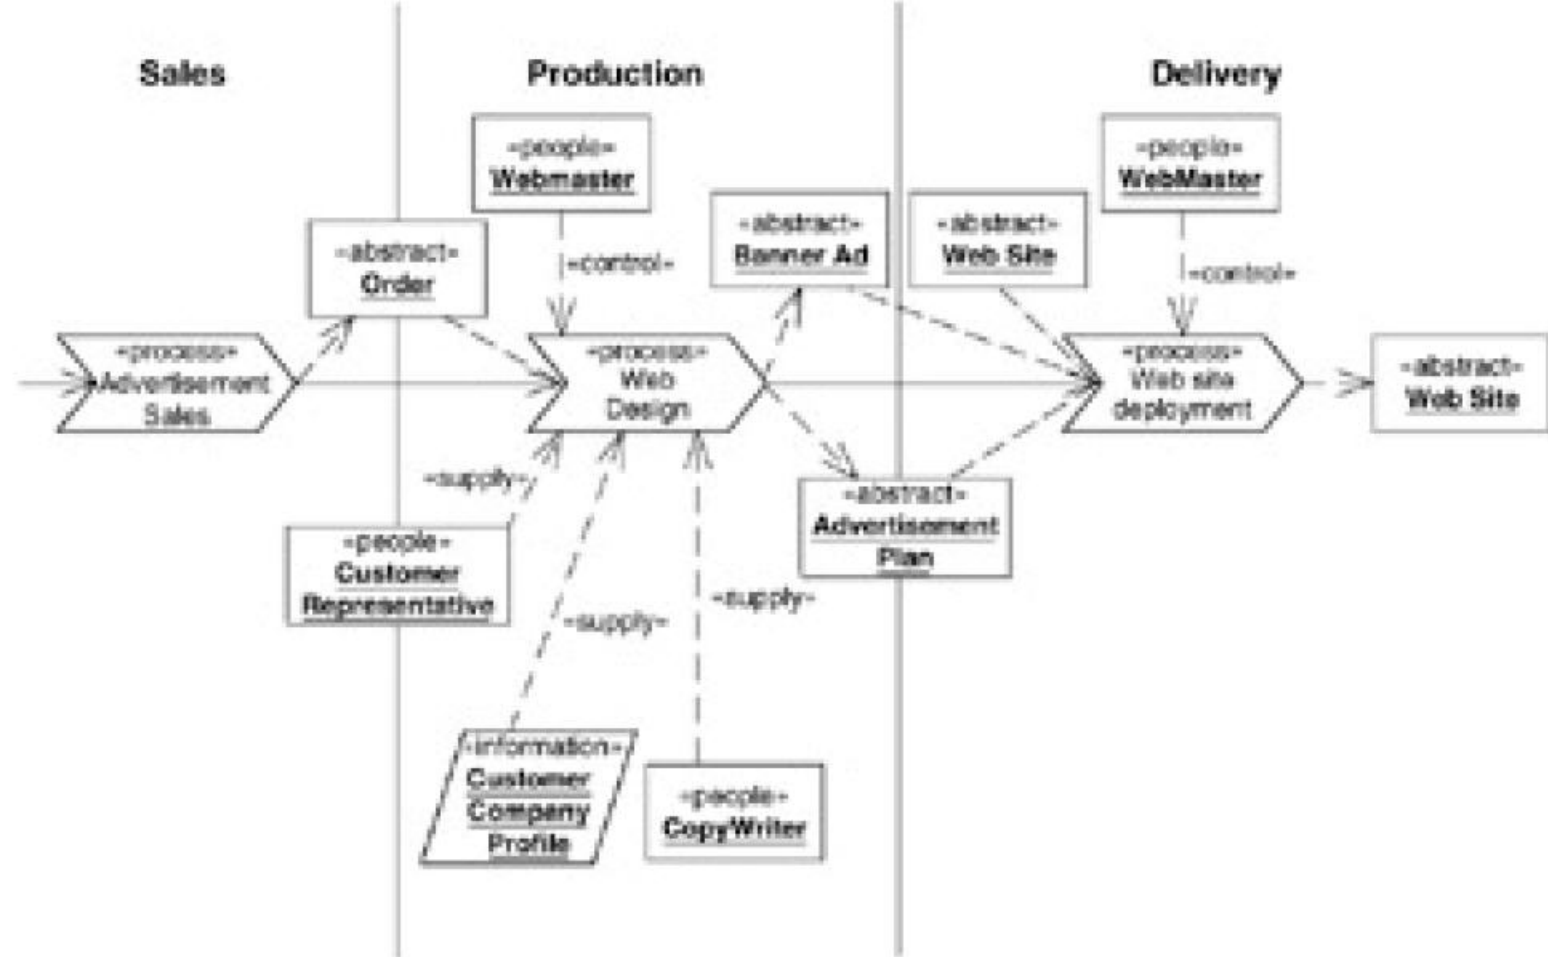 Sales
Production
Delivery
«people»
Webmaster
«people»
WebMaster
«abstract»
Order
«control»
«abstract»
Banner Ad
«abstract»
Web Site
«control»
«process»
Advertisement
Sales
«process»
Web
Design
«process»
Web site
deployment
«abstract»
Web Site
«supply»
«people»
Customer
Representative
«abstract»
Advertisement
Plan
«supply»
«supply»
«information»
Customer
Company
Profile
«people»
CopyWriter